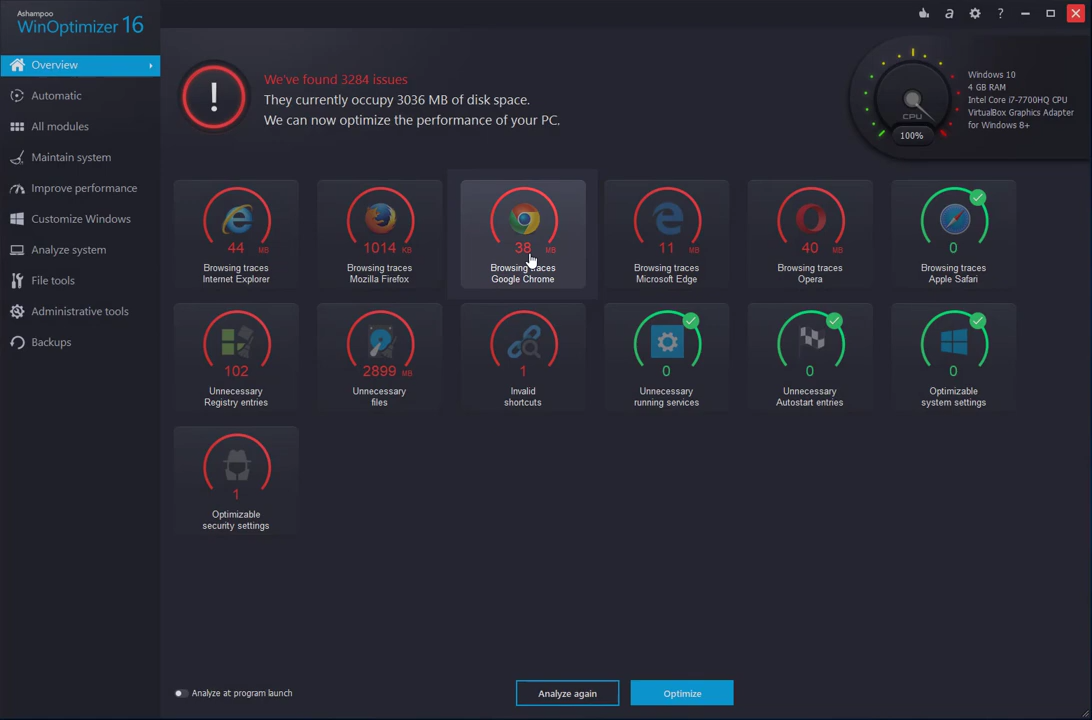 Ashampoo
WinOptimizer 16
a
?
Overview
Automatic
All modules
Maintain system
Improve performance
Customize Windows
Analyze system
File tools
Administrative tools
Backups
!
We've found 3284 issues
They currently occupy 3036 MB of disk space.
We can now optimize the performance of your PC.
CPU
100%
Windows 10
4 GB RAM
Intel Core i7-7700HQ CPU
VirtualBox Graphics Adapter
for Windows 8+
44 MB
Browsing traces
Internet Explorer
1014 KB
Browsing traces
Mozilla Firefox
38 MB
Browsing traces
Google Chrome
11 MB
Browsing traces
Microsoft Edge
40 MB
Browsing traces
Opera
0
Browsing traces
Apple Safari
102
Unnecessary
Registry entries
2899 MB
Unnecessary
files
1
Invalid
shortcuts
0
Unnecessary
running services
0
Unnecessary
Autostart entries
0
Optimizable
system settings
1
Optimizable
security settings
Analyze at program launch
Analyze again
Optimize